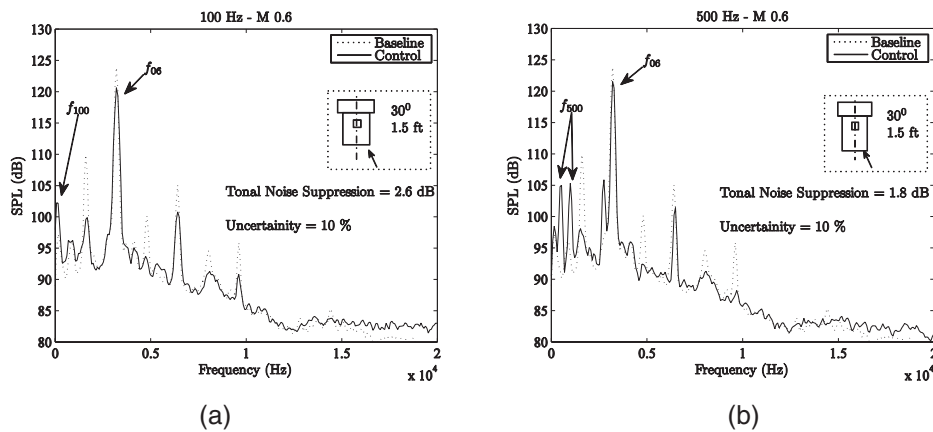 100 Hz - M 0.6
130
125
120
115
110
105
100
95
90
85
80
SPL (dB)
Baseline
Control
f06
f100
30⁰
1.5 ft
Tonal Noise Suppression = 2.6 dB
Uncertainity = 10 %
0 0.5 1 1.5 2
Frequency (Hz)
x 10⁴
(a)
500 Hz - M 0.6
130
125
120
115
110
105
100
95
90
85
80
SPL (dB)
Baseline
Control
f06
f500
30⁰
1.5 ft
Tonal Noise Suppression = 1.8 dB
Uncertainity = 10 %
0 0.5 1 1.5 2
Frequency (Hz)
x 10⁴
(b)